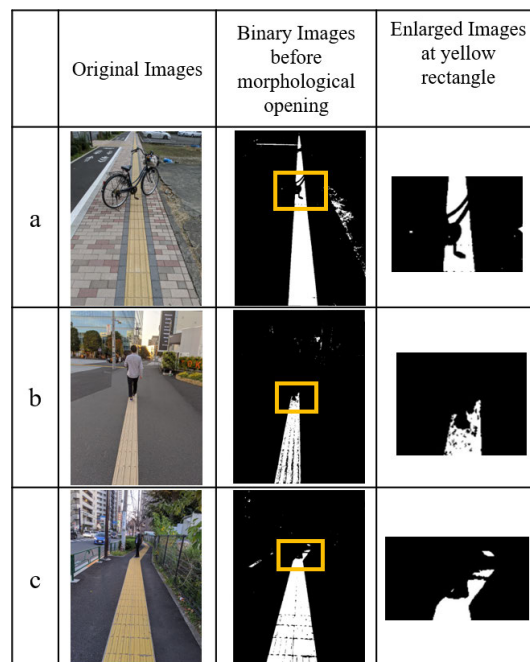 Original Images
Binary Images
before
morphological
opening
Enlarged Images
at yellow
rectangle
a
b
c